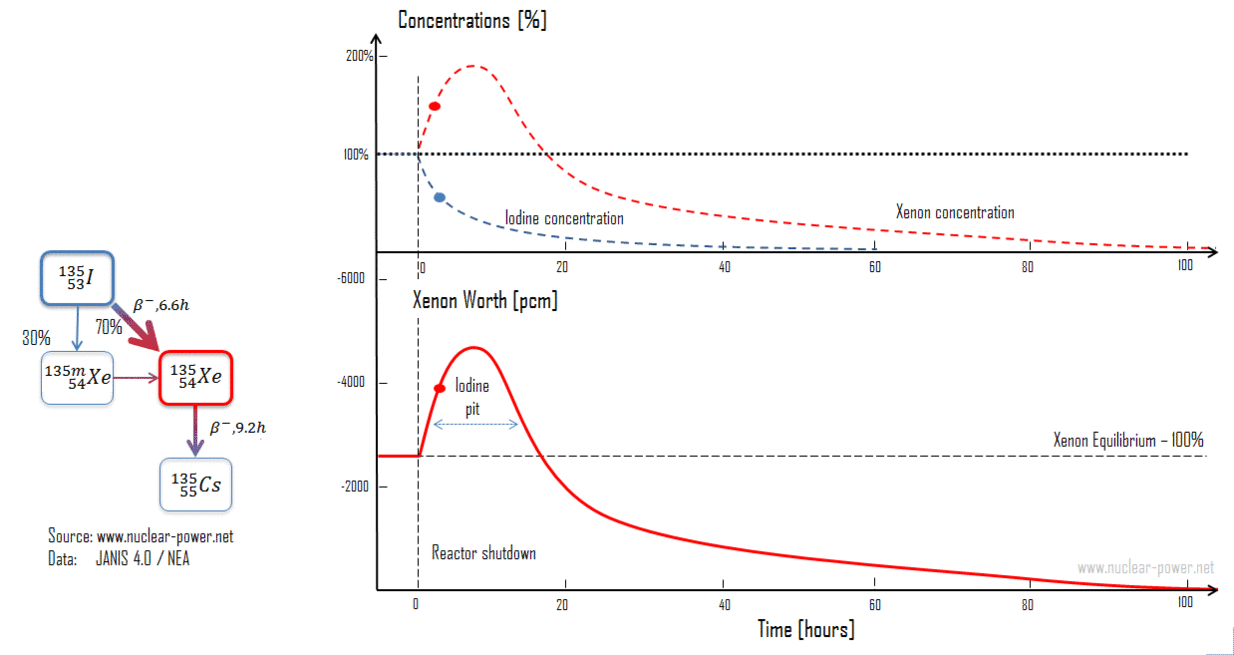 Concentrations [%]
200%
100%
Iodine concentration
Xenon concentration
0
20
40
60
80
100
-6000
Xenon Worth [pcm]
-4000
Iodine
pit
Xenon Equilibrium – 100%
-2000
Reactor shutdown
www.nuclear-power.net
0
20
40
60
80
100
Time [hours]
¹³⁵₅₃I
β⁻,6.6h
30%
70%
¹³⁵ᵐ₅₄Xe
¹³⁵₅₄Xe
β⁻,9.2h
¹³⁵₅₅Cs
Source: www.nuclear-power.net
Data: JANIS 4.0 / NEA